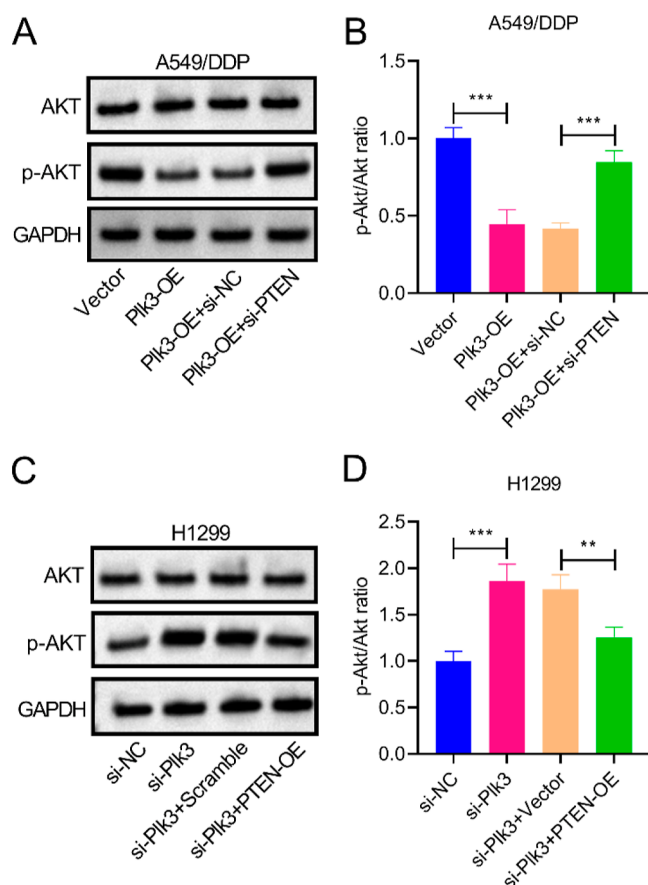 A
A549/DDP
AKT
p-AKT
GAPDH
Vector
Plk3-OE
Plk3-OE+si-NC
Plk3-OE+si-PTEN
B
A549/DDP
p-Akt/Akt ratio
1.5
1.0
0.5
0.0
***
***
Vector
Plk3-OE
Plk3-OE+si-NC
Plk3-OE+si-PTEN
C
H1299
AKT
p-AKT
GAPDH
si-NC
si-Plk3
si-Plk3+Scramble
si-Plk3+PTEN-OE
D
H1299
p-Akt/Akt ratio
2.5
2.0
1.5
1.0
0.5
0.0
***
**
si-NC
si-Plk3
si-Plk3+Vector
si-Plk3+PTEN-OE